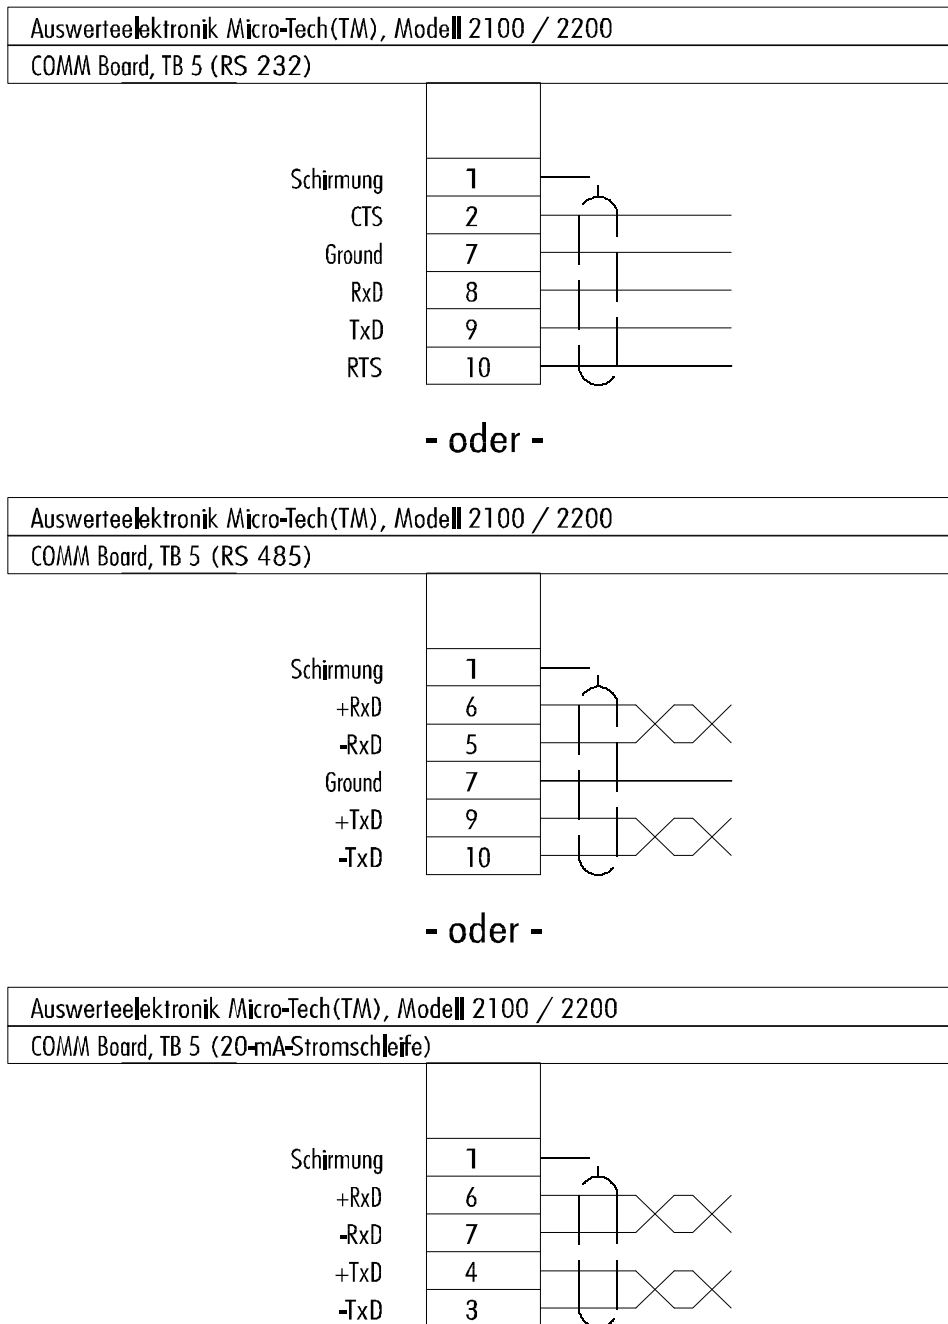 Auswerteelektronik Micro-Tech(TM), Modell 2100 / 2200
COMM Board, TB 5 (RS 232)
Schirmung 1
CTS 2
Ground 7
RxD 8
TxD 9
RTS 10
- oder -
Auswerteelektronik Micro-Tech(TM), Modell 2100 / 2200
COMM Board, TB 5 (RS 485)
Schirmung 1
+RxD 6
-RxD 5
Ground 7
+TxD 9
-TxD 10
- oder -
Auswerteelektronik Micro-Tech(TM), Modell 2100 / 2200
COMM Board, TB 5 (20-mA-Stromschleife)
Schirmung 1
+RxD 6
-RxD 7
+TxD 4
-TxD 3